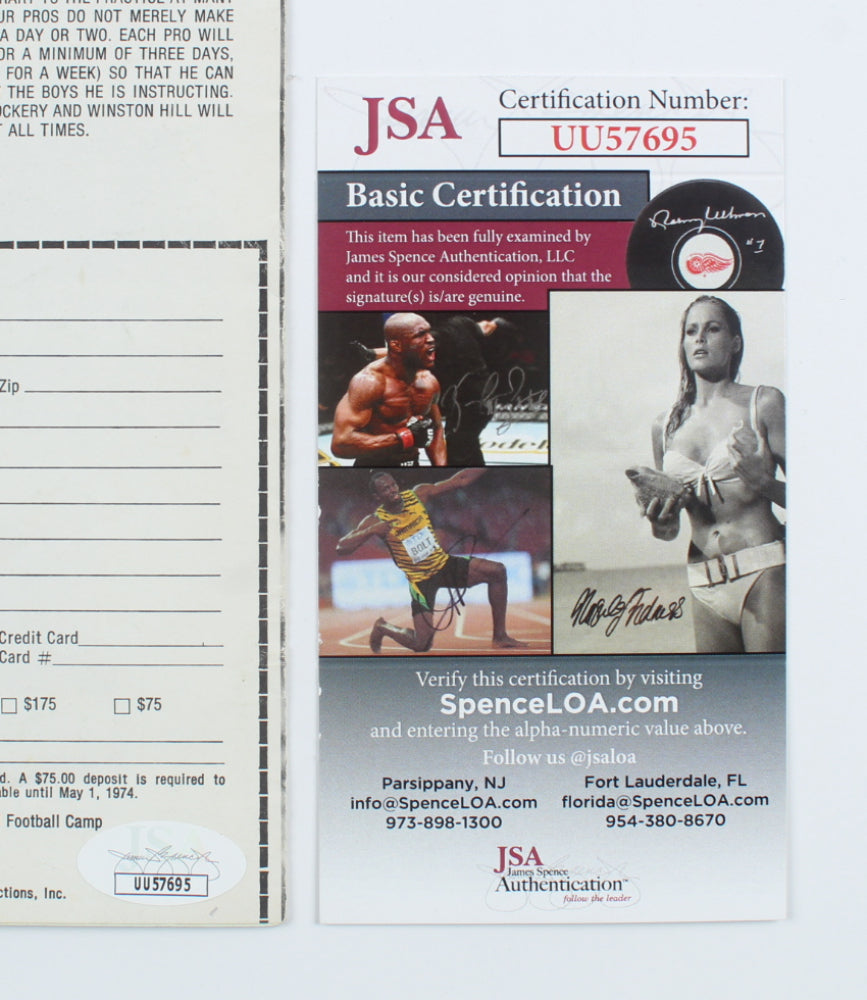 UR PROS DO NOT MERELY MAKE
A DAY OR TWO. EACH PRO WILL
OR A MINIMUM OF THREE DAYS,
FOR A WEEK) SO THAT HE CAN
THE BOYS HE IS INSTRUCTING.
OCKERY AND WINSTON HILL WILL
ALL TIMES.
Zip
Credit Card
Card #
$175 $75
d. A $75.00 deposit is required to
able until May 1, 1974.
Football Camp
ctions, Inc.
UU57695
JSA
Certification Number:
UU57695
Basic Certification
This item has been fully examined by
James Spence Authentication, LLC
and it is our considered opinion that the
signature(s) is/are genuine.
#7
BOLT
Verify this certification by visiting
SpenceLOA.com
and entering the alpha-numeric value above.
Follow us @jsaloa
Parsippany, NJ
info@SpenceLOA.com
973-898-1300
Fort Lauderdale, FL
florida@SpenceLOA.com
954-380-8670
JSA
James Spence
Authentication™
follow the leader